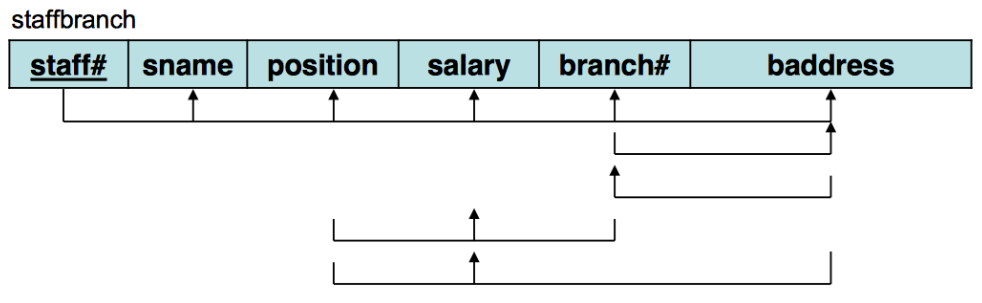 staffbranch
staff# sname position salary branch# baddress